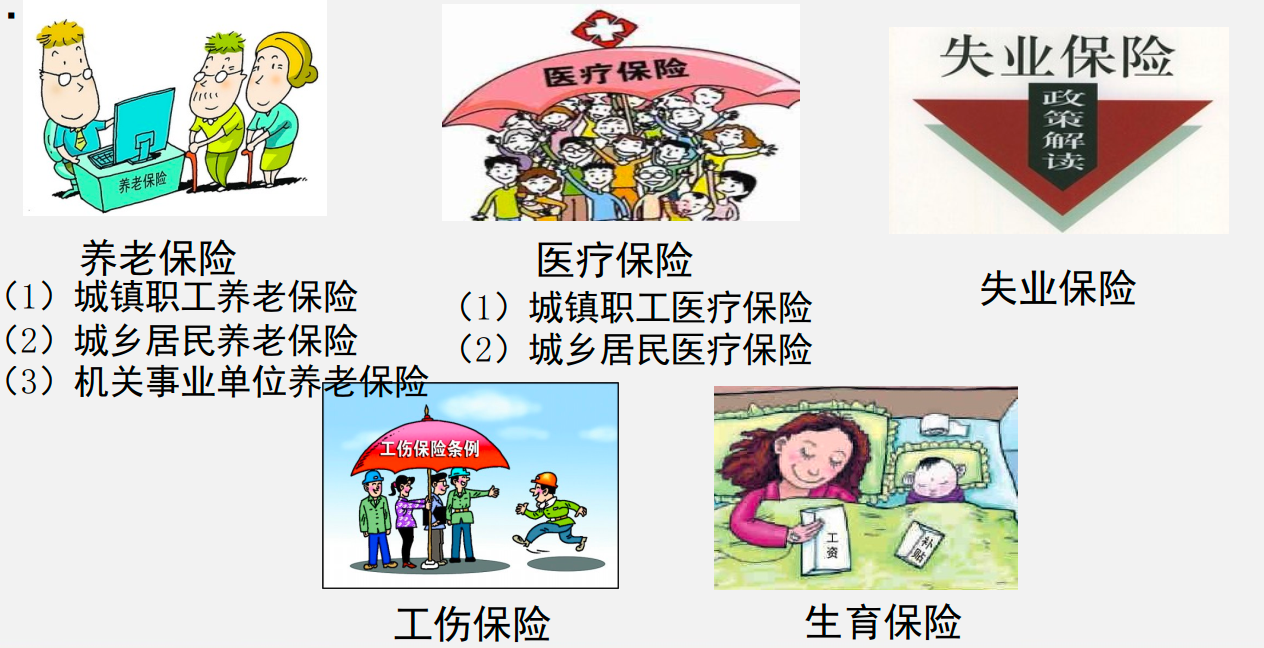 养老保险
养老保险
（1）城镇职工养老保险
（2）城乡居民养老保险
（3）机关事业单位养老保险
医疗保险
医疗保险
（1）城镇职工医疗保险
（2）城乡居民医疗保险
失业保险
政策解读
失业保险
工伤保险条例
工伤保险
工资
补贴
生育保险